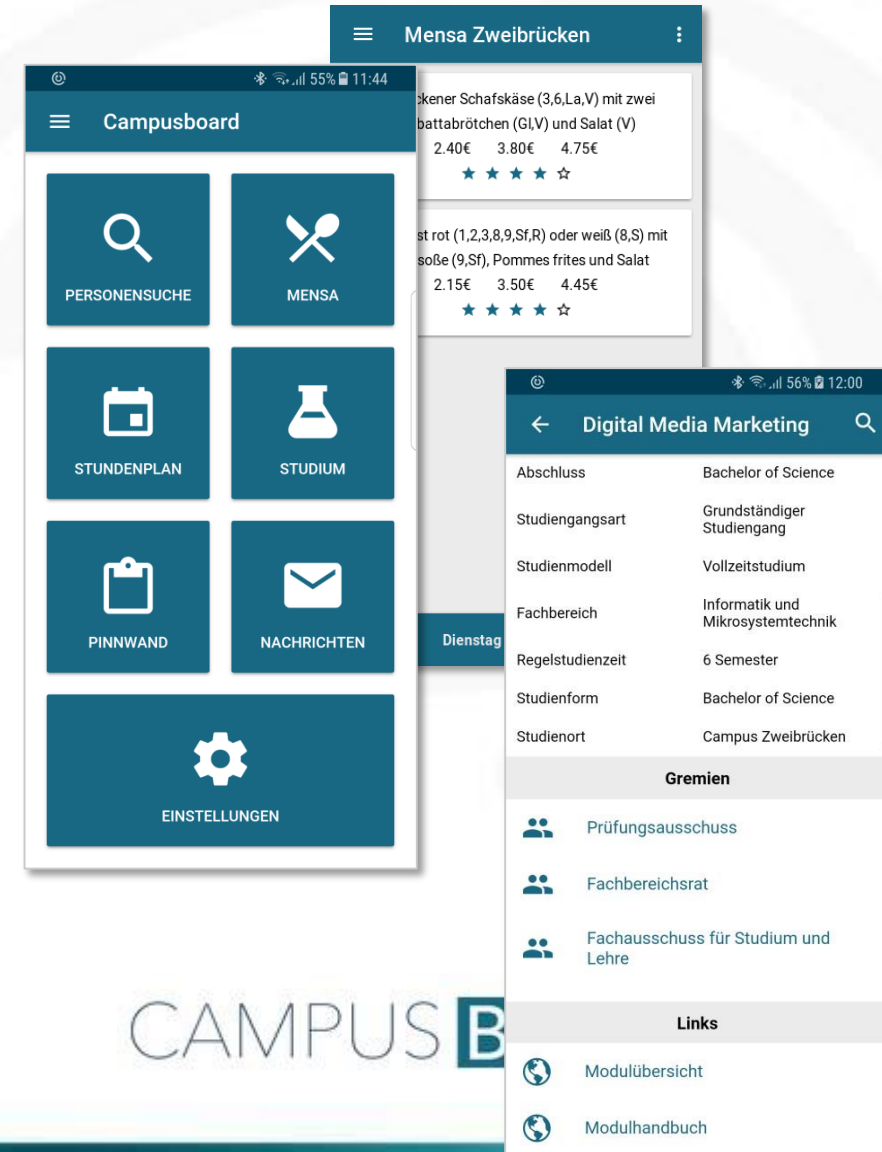 Mensa Zweibrücken
ckener Schafskäse (3,6,La,V) mit zwei
battabrötchen (Gl,V) und Salat (V)
2.40€ 3.80€ 4.75€
st rot (1,2,3,8,9,Sf,R) oder weiß (8,S) mit
soße (9,Sf), Pommes frites und Salat
2.15€ 3.50€ 4.45€
Dienstag
55% 11:44
Campusboard
PERSONENSUCHE
MENSA
STUNDENPLAN
STUDIUM
PINNWAND
NACHRICHTEN
EINSTELLUNGEN
56% 12:00
Digital Media Marketing
Abschluss Bachelor of Science
Studiengangsart Grundständiger
Studiengang
Studienmodell Vollzeitstudium
Fachbereich Informatik und
Mikrosystemtechnik
Regelstudienzeit 6 Semester
Studienform Bachelor of Science
Studienort Campus Zweibrücken
Gremien
Prüfungsausschuss
Fachbereichsrat
Fachausschuss für Studium und
Lehre
Links
Modulübersicht
Modulhandbuch
CAMPUS B